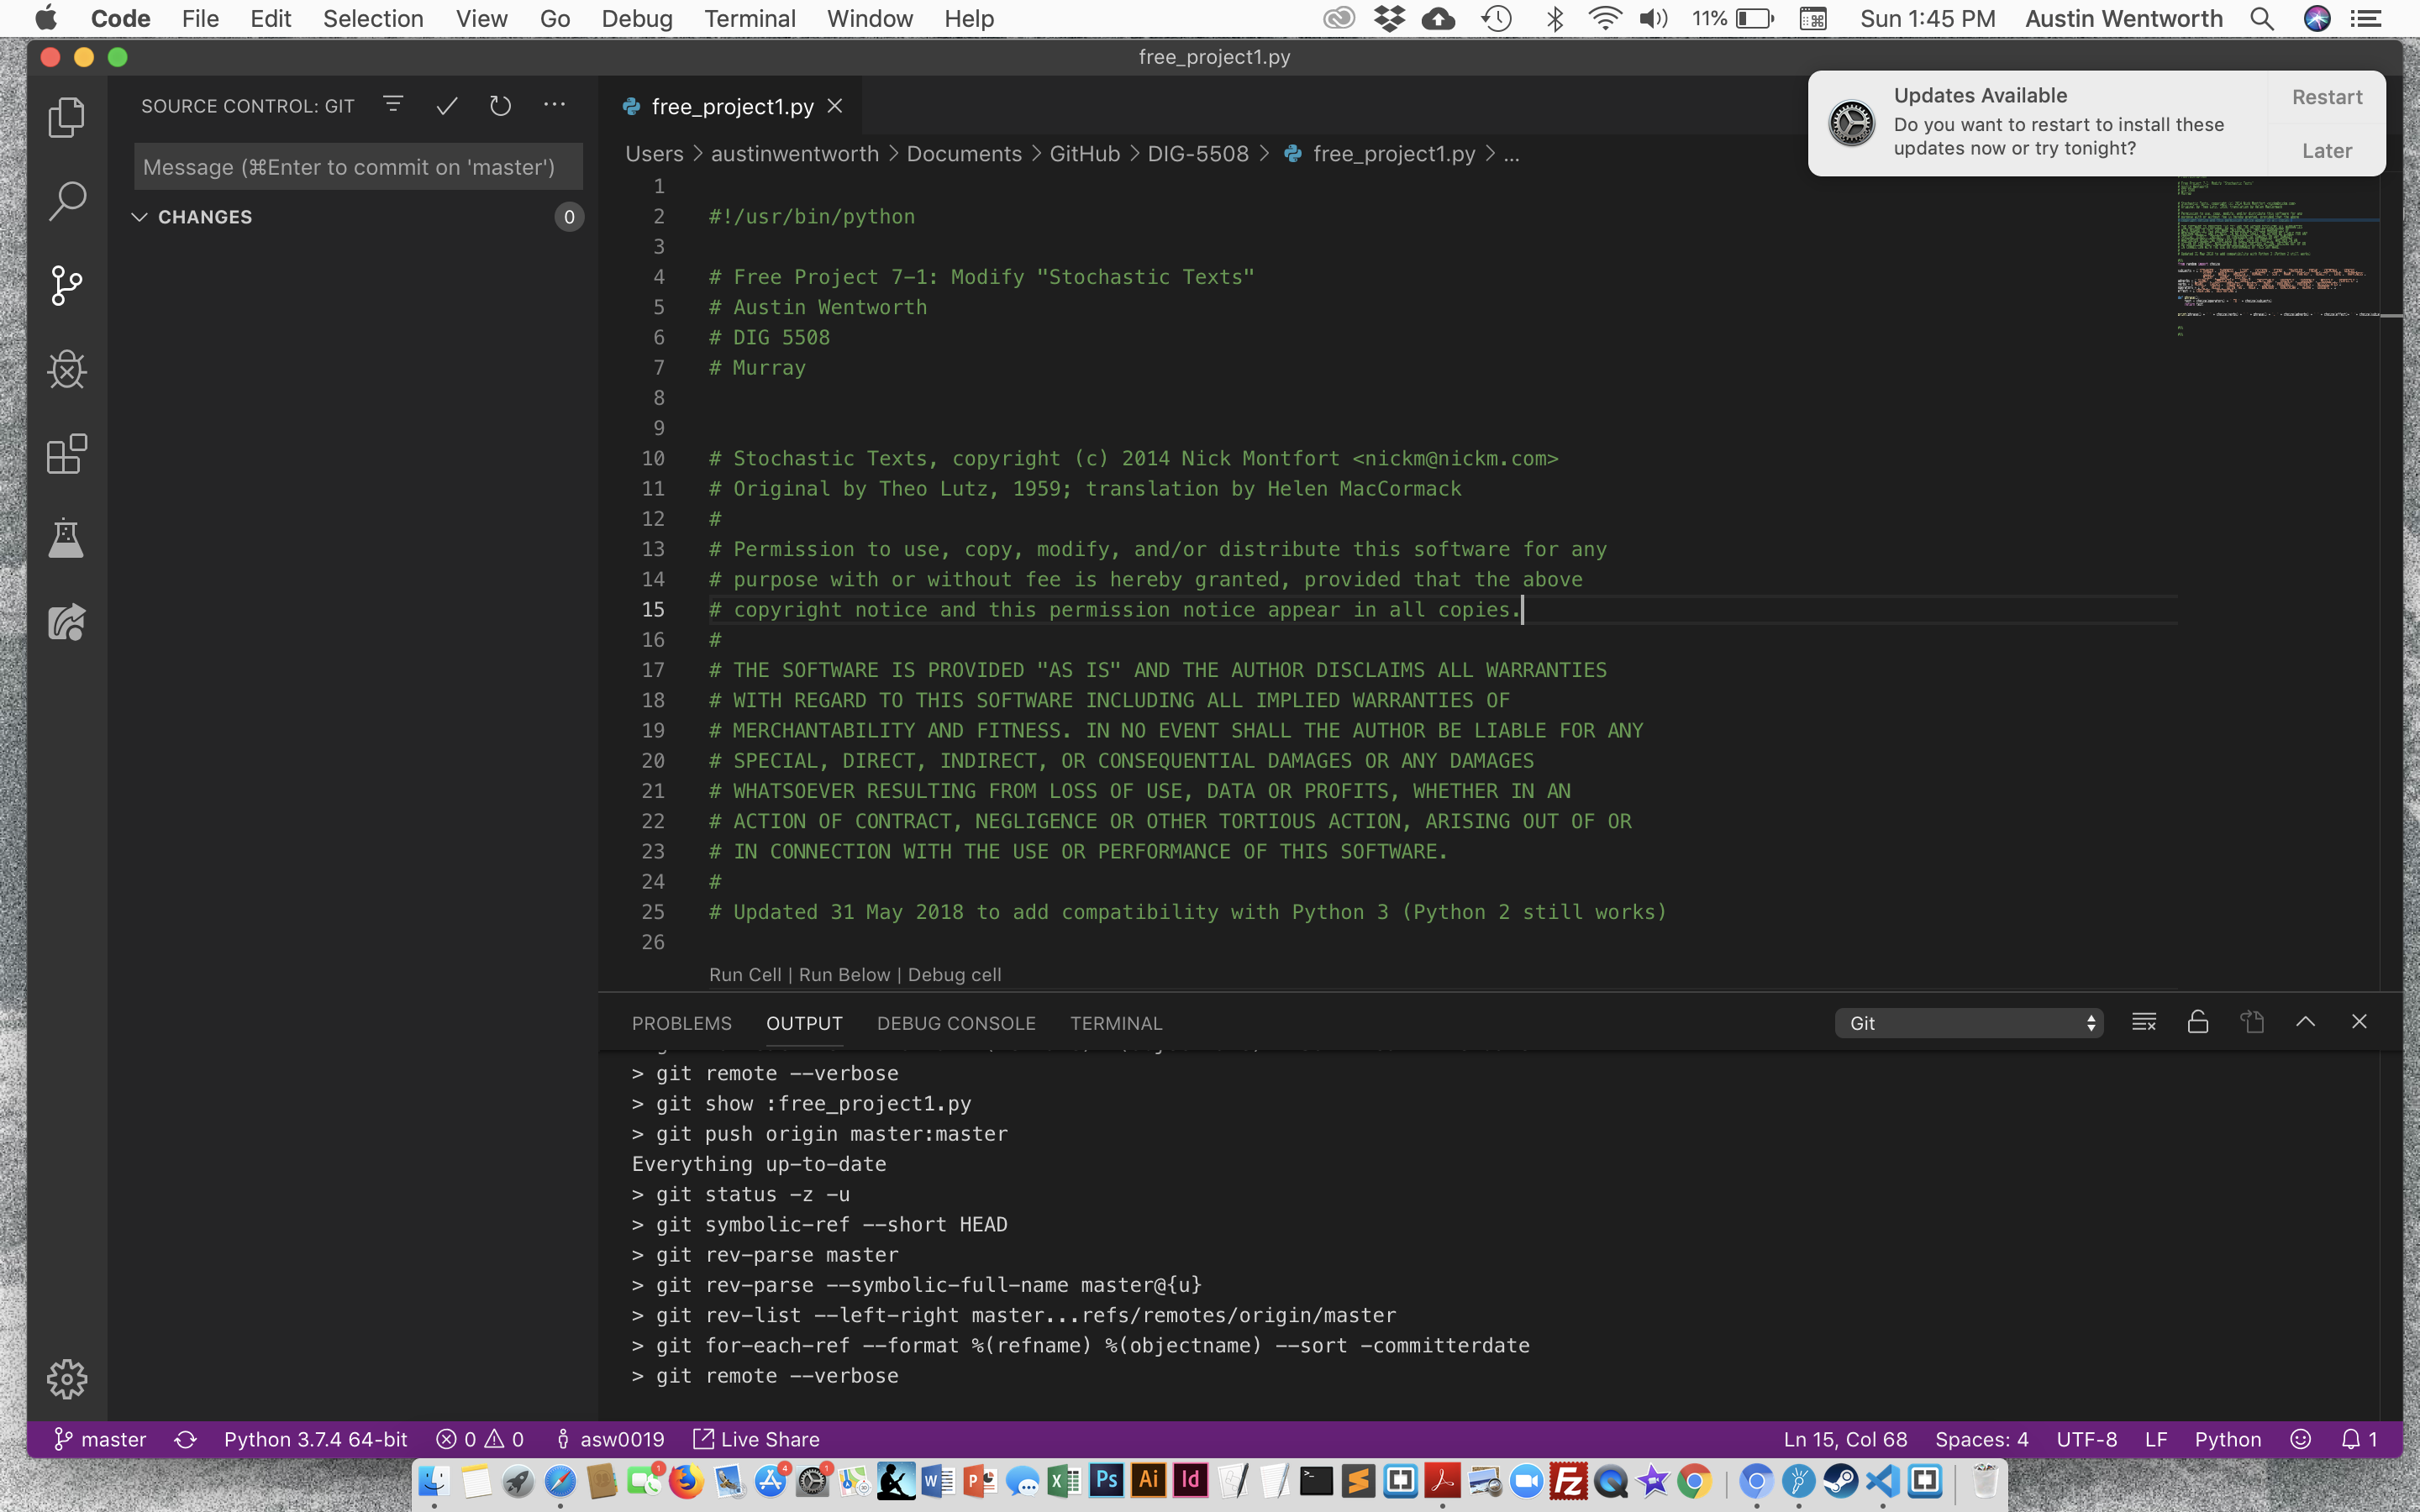 Code File Edit Selection View Go Debug Terminal Window Help 11% Sun 1:45 PM Austin Wentworth
free_project1.py
Updates Available
Do you want to restart to install these
updates now or try tonight?
Restart
Later
SOURCE CONTROL: GIT
Message (⌘Enter to commit on 'master')
CHANGES 0
free_project1.py
Users > austinwentworth > Documents > GitHub > DIG-5508 > free_project1.py > ...
1
2 #!/usr/bin/python
3
4 # Free Project 7-1: Modify "Stochastic Texts"
5 # Austin Wentworth
6 # DIG 5508
7 # Murray
8
9
10 # Stochastic Texts, copyright (c) 2014 Nick Montfort <nickm@nickm.com>
11 # Original by Theo Lutz, 1959; translation by Helen MacCormack
12 #
13 # Permission to use, copy, modify, and/or distribute this software for any
14 # purpose with or without fee is hereby granted, provided that the above
15 # copyright notice and this permission notice appear in all copies.
16 #
17 # THE SOFTWARE IS PROVIDED "AS IS" AND THE AUTHOR DISCLAIMS ALL WARRANTIES
18 # WITH REGARD TO THIS SOFTWARE INCLUDING ALL IMPLIED WARRANTIES OF
19 # MERCHANTABILITY AND FITNESS. IN NO EVENT SHALL THE AUTHOR BE LIABLE FOR ANY
20 # SPECIAL, DIRECT, INDIRECT, OR CONSEQUENTIAL DAMAGES OR ANY DAMAGES
21 # WHATSOEVER RESULTING FROM LOSS OF USE, DATA OR PROFITS, WHETHER IN AN
22 # ACTION OF CONTRACT, NEGLIGENCE OR OTHER TORTIOUS ACTION, ARISING OUT OF OR
23 # IN CONNECTION WITH THE USE OR PERFORMANCE OF THIS SOFTWARE.
24 #
25 # Updated 31 May 2018 to add compatibility with Python 3 (Python 2 still works)
26
Run Cell | Run Below | Debug cell
PROBLEMS OUTPUT DEBUG CONSOLE TERMINAL Git
> git remote --verbose
> git show :free_project1.py
> git push origin master:master
Everything up-to-date
> git status -z -u
> git symbolic-ref --short HEAD
> git rev-parse master
> git rev-parse --symbolic-full-name master@{u}
> git rev-list --left-right master...refs/remotes/origin/master
> git for-each-ref --format %(refname) %(objectname) --sort -committerdate
> git remote --verbose
master Python 3.7.4 64-bit 0 0 asw0019 Live Share Ln 15, Col 68 Spaces: 4 UTF-8 LF Python 1
Ps Ai Id